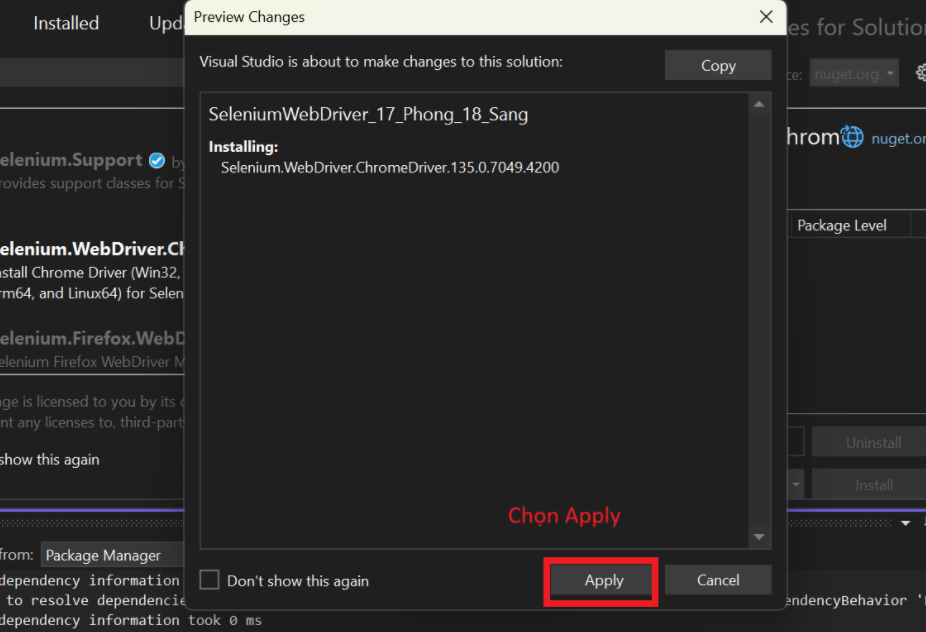 Preview Changes
Installed
Visual Studio is about to make changes to this solution:
Copy
nuget.org
SeleniumWebDriver_17_Phong_18_Sang
Installing:
Selenium.WebDriver.ChromeDriver.135.0.7049.4200
for Solution
elenium.Support by
rovides support classes for
hrom
nuget.or
Package Level
elenium.WebDriver.Ch
nstall Chrome Driver (Win32,
rm64, and Linux64) for Selen
elenium.Firefox.WebD
elenium Firefox WebDriver M
ge is licensed to you by its
nt any licenses to, third-party
show this again
Uninstall
Install
Chọn Apply
from: Package Manager
Don't show this again
Apply
Cancel
dependency information
to resolve dependencie
endencyBehavior
dependency information took 0 ms